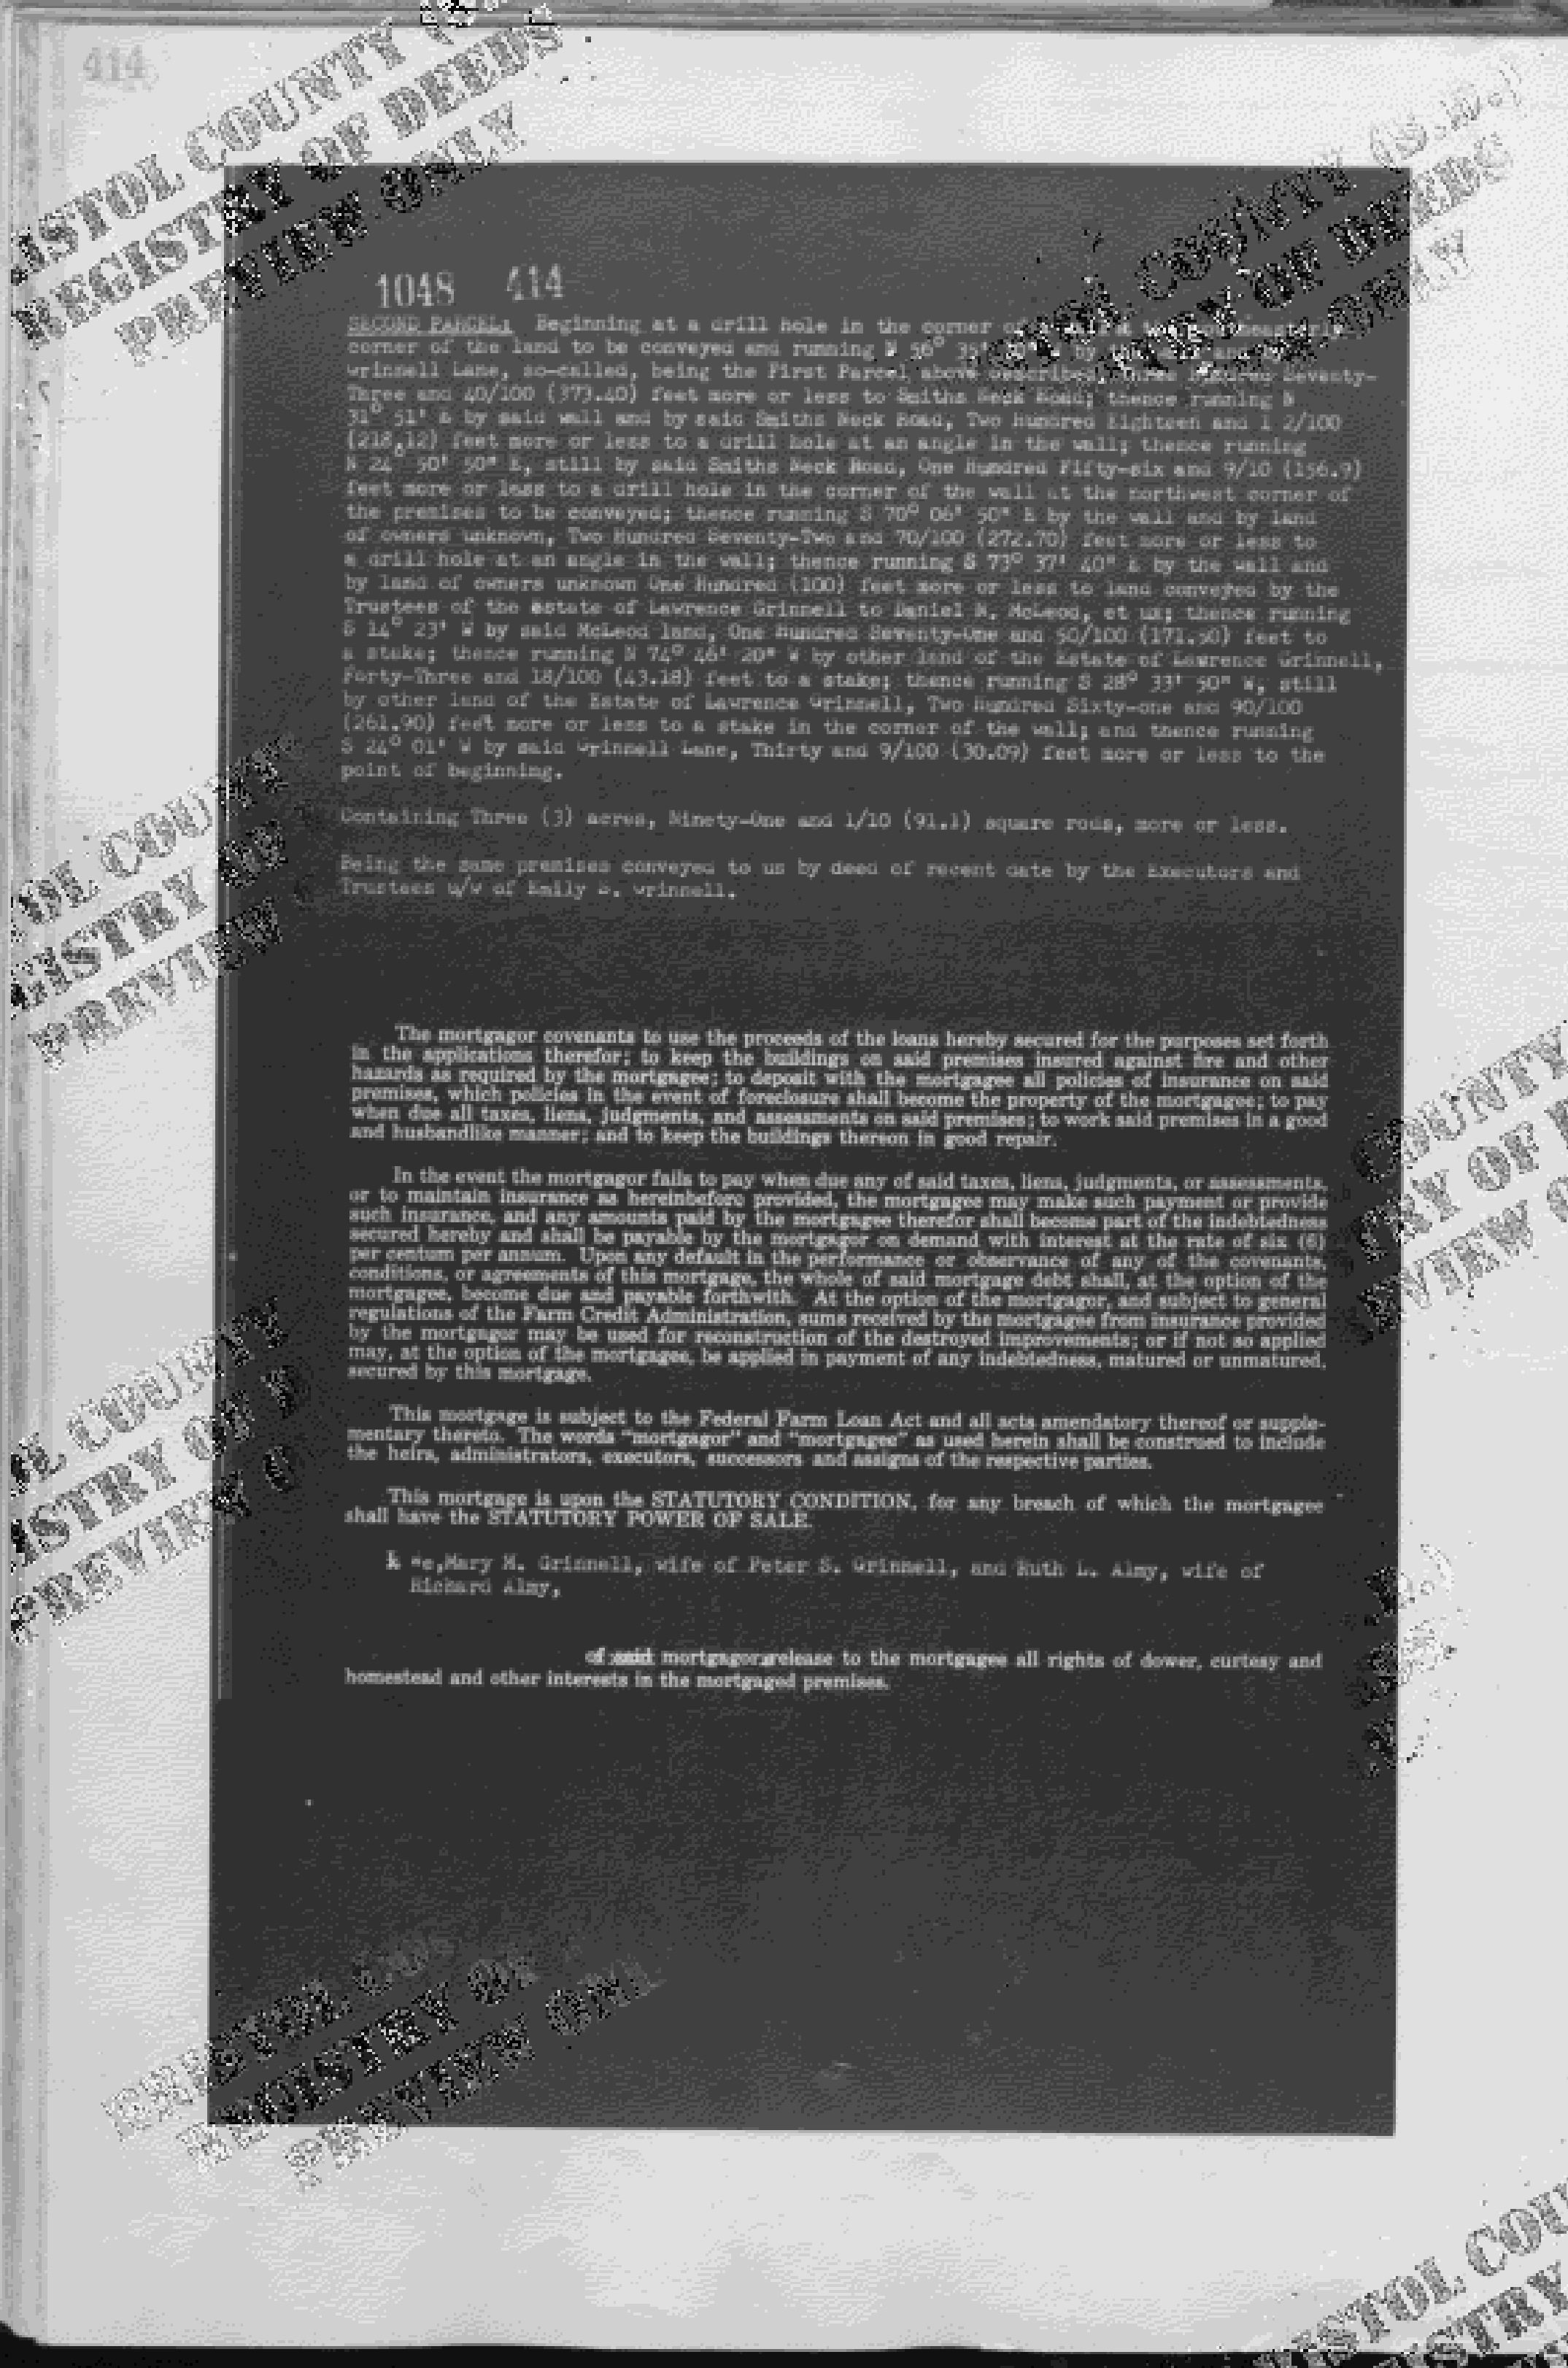 414
1048 414
SECOND PARCEL: Beginning at a drill hole in the corner of
corner of the land to be conveyed and running N 56° 35' by the
Grinnell Lane, so-called, being the First Parcel above described, Three Hundred Seventy-
Three and 40/100 (373.40) feet more or less to Smiths Neck Road; thence running N
31° 51' E by said wall and by said Smiths Neck Road, Two Hundred Eighteen and 1 2/100
(218.12) feet more or less to a drill hole at an angle in the wall; thence running
N 24° 50' 50" E, still by said Smiths Neck Road, One Hundred Fifty-six and 9/10 (156.9)
feet more or less to a drill hole in the corner of the wall at the northwest corner of
the premises to be conveyed; thence running S 70° 06' 50" E by the wall and by land
of owners unknown, Two Hundred Seventy-Two and 70/100 (272.70) feet more or less to
a drill hole at an angle in the wall; thence running S 73° 37' 40" E by the wall and
by land of owners unknown One Hundred (100) feet more or less to land conveyed by the
Trustees of the estate of Lawrence Grinnell to Daniel N. McLeod, et ux; thence running
S 14° 23' W by said McLeod land, One Hundred Seventy-One and 50/100 (171.50) feet to
a stake; thence running N 74° 46' 20" W by other land of the Estate of Lawrence Grinnell,
Forty-Three and 18/100 (43.18) feet to a stake; thence running S 28° 33' 50" W, still
by other land of the Estate of Lawrence Grinnell, Two Hundred Sixty-one and 90/100
(261.90) feet more or less to a stake in the corner of the wall; and thence running
S 24° 01' W by said Grinnell Lane, Thirty and 9/100 (30.09) feet more or less to the
point of beginning.
Containing Three (3) acres, Ninety-One and 1/10 (91.1) square rods, more or less.
Being the same premises conveyed to us by deed of recent date by the Executors and
Trustees u/w of Emily B. Grinnell.
The mortgagor covenants to use the proceeds of the loans hereby secured for the purposes set forth
in the applications therefor; to keep the buildings on said premises insured against fire and other
hazards as required by the mortgagee; to deposit with the mortgagee all policies of insurance on said
premises, which policies in the event of foreclosure shall become the property of the mortgagee; to pay
when due all taxes, liens, judgments, and assessments on said premises; to work said premises in a good
and husbandlike manner; and to keep the buildings thereon in good repair.
In the event the mortgagor fails to pay when due any of said taxes, liens, judgments, or assessments,
or to maintain insurance as hereinbefore provided, the mortgagee may make such payment or provide
such insurance, and any amounts paid by the mortgagee therefor shall become part of the indebtedness
secured hereby and shall be payable by the mortgagor on demand with interest at the rate of six (6)
per centum per annum. Upon any default in the performance or observance of any of the covenants,
conditions, or agreements of this mortgage, the whole of said mortgage debt shall, at the option of the
mortgagee, become due and payable forthwith. At the option of the mortgagor, and subject to general
regulations of the Farm Credit Administration, sums received by the mortgagee from insurance provided
by the mortgagor may be used for reconstruction of the destroyed improvements; or if not so applied
may, at the option of the mortgagee, be applied in payment of any indebtedness, matured or unmatured,
secured by this mortgage.
This mortgage is subject to the Federal Farm Loan Act and all acts amendatory thereof or supple-
mentary thereto. The words "mortgagor" and "mortgagee" as used herein shall be construed to include
the heirs, administrators, executors, successors and assigns of the respective parties.
This mortgage is upon the STATUTORY CONDITION, for any breach of which the mortgagee
shall have the STATUTORY POWER OF SALE.
We, Mary M. Grinnell, wife of Peter S. Grinnell, and Ruth L. Almy, wife of
Richard Almy,
of said mortgagors release to the mortgagee all rights of dower, curtesy and
homestead and other interests in the mortgaged premises.